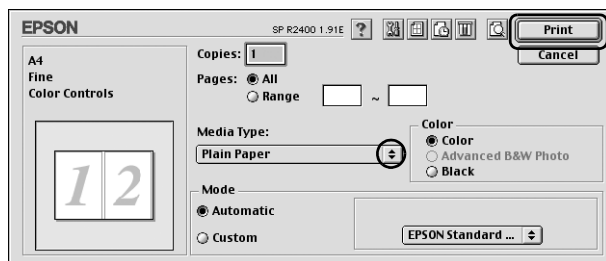 EPSON
SP R2400 1.91E
?
Print
Cancel
A4
Fine
Color Controls
1 2
Copies: 1
Pages: All
Range ~
Media Type:
Plain Paper
Color
Color
Advanced B&W Photo
Black
Mode
Automatic
Custom
EPSON Standard ...